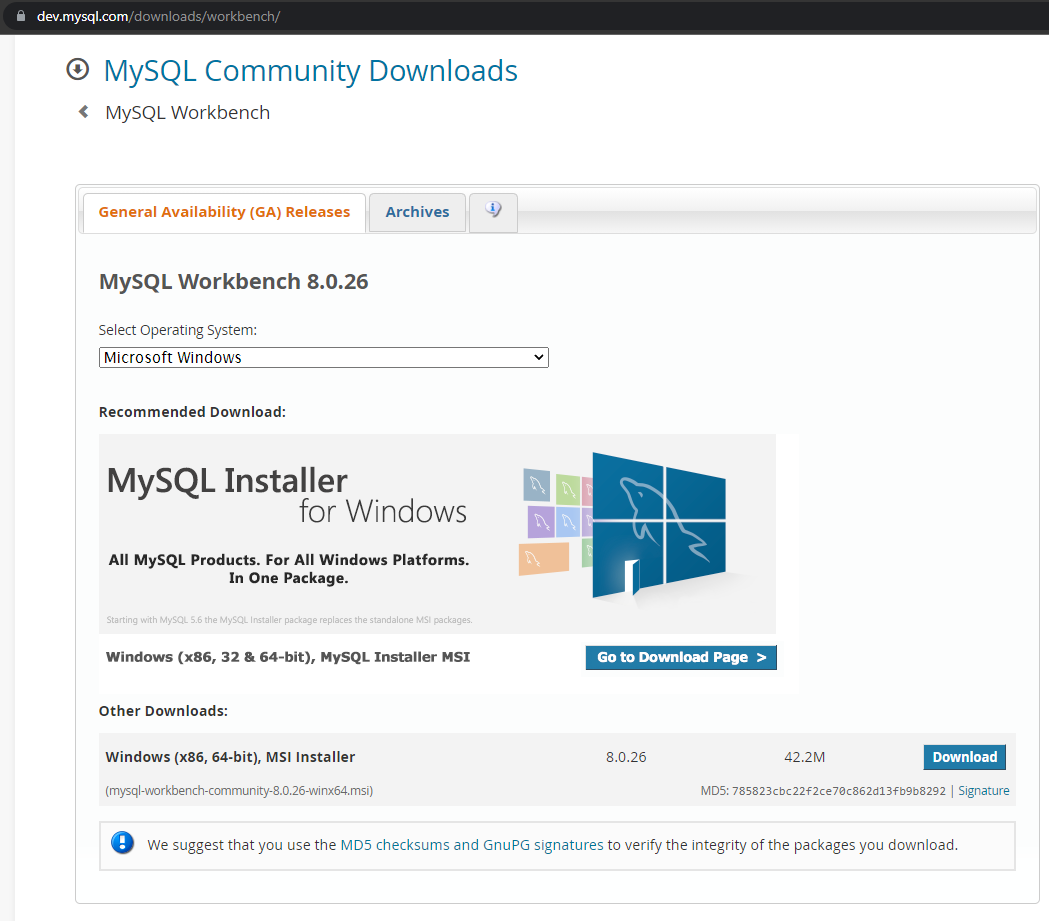 dev.mysql.com/downloads/workbench/
MySQL Community Downloads
MySQL Workbench
General Availability (GA) Releases Archives
MySQL Workbench 8.0.26
Select Operating System:
Microsoft Windows
Recommended Download:
MySQL Installer
for Windows
All MySQL Products. For All Windows Platforms.
In One Package.
Starting with MySQL 5.6 the MySQL Installer package replaces the standalone MSI packages.
Windows (x86, 32 & 64-bit), MySQL Installer MSI Go to Download Page >
Other Downloads:
Windows (x86, 64-bit), MSI Installer 8.0.26 42.2M Download
(mysql-workbench-community-8.0.26-winx64.msi) MD5: 785823cbc22f2ce70c862d13fb9b8292 | Signature
We suggest that you use the MD5 checksums and GnuPG signatures to verify the integrity of the packages you download.